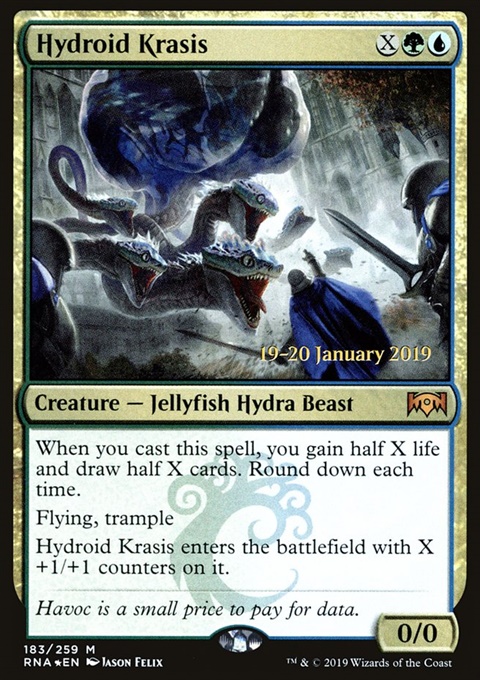 Hydroid Krasis X
19-20 January 2019
Creature — Jellyfish Hydra Beast
When you cast this spell, you gain half X life
and draw half X cards. Round down each
time.
Flying, trample
Hydroid Krasis enters the battlefield with X
+1/+1 counters on it.
Havoc is a small price to pay for data.
0/0
183/259 M
RNA★EN Jason Felix
™ & © 2019 Wizards of the Coast